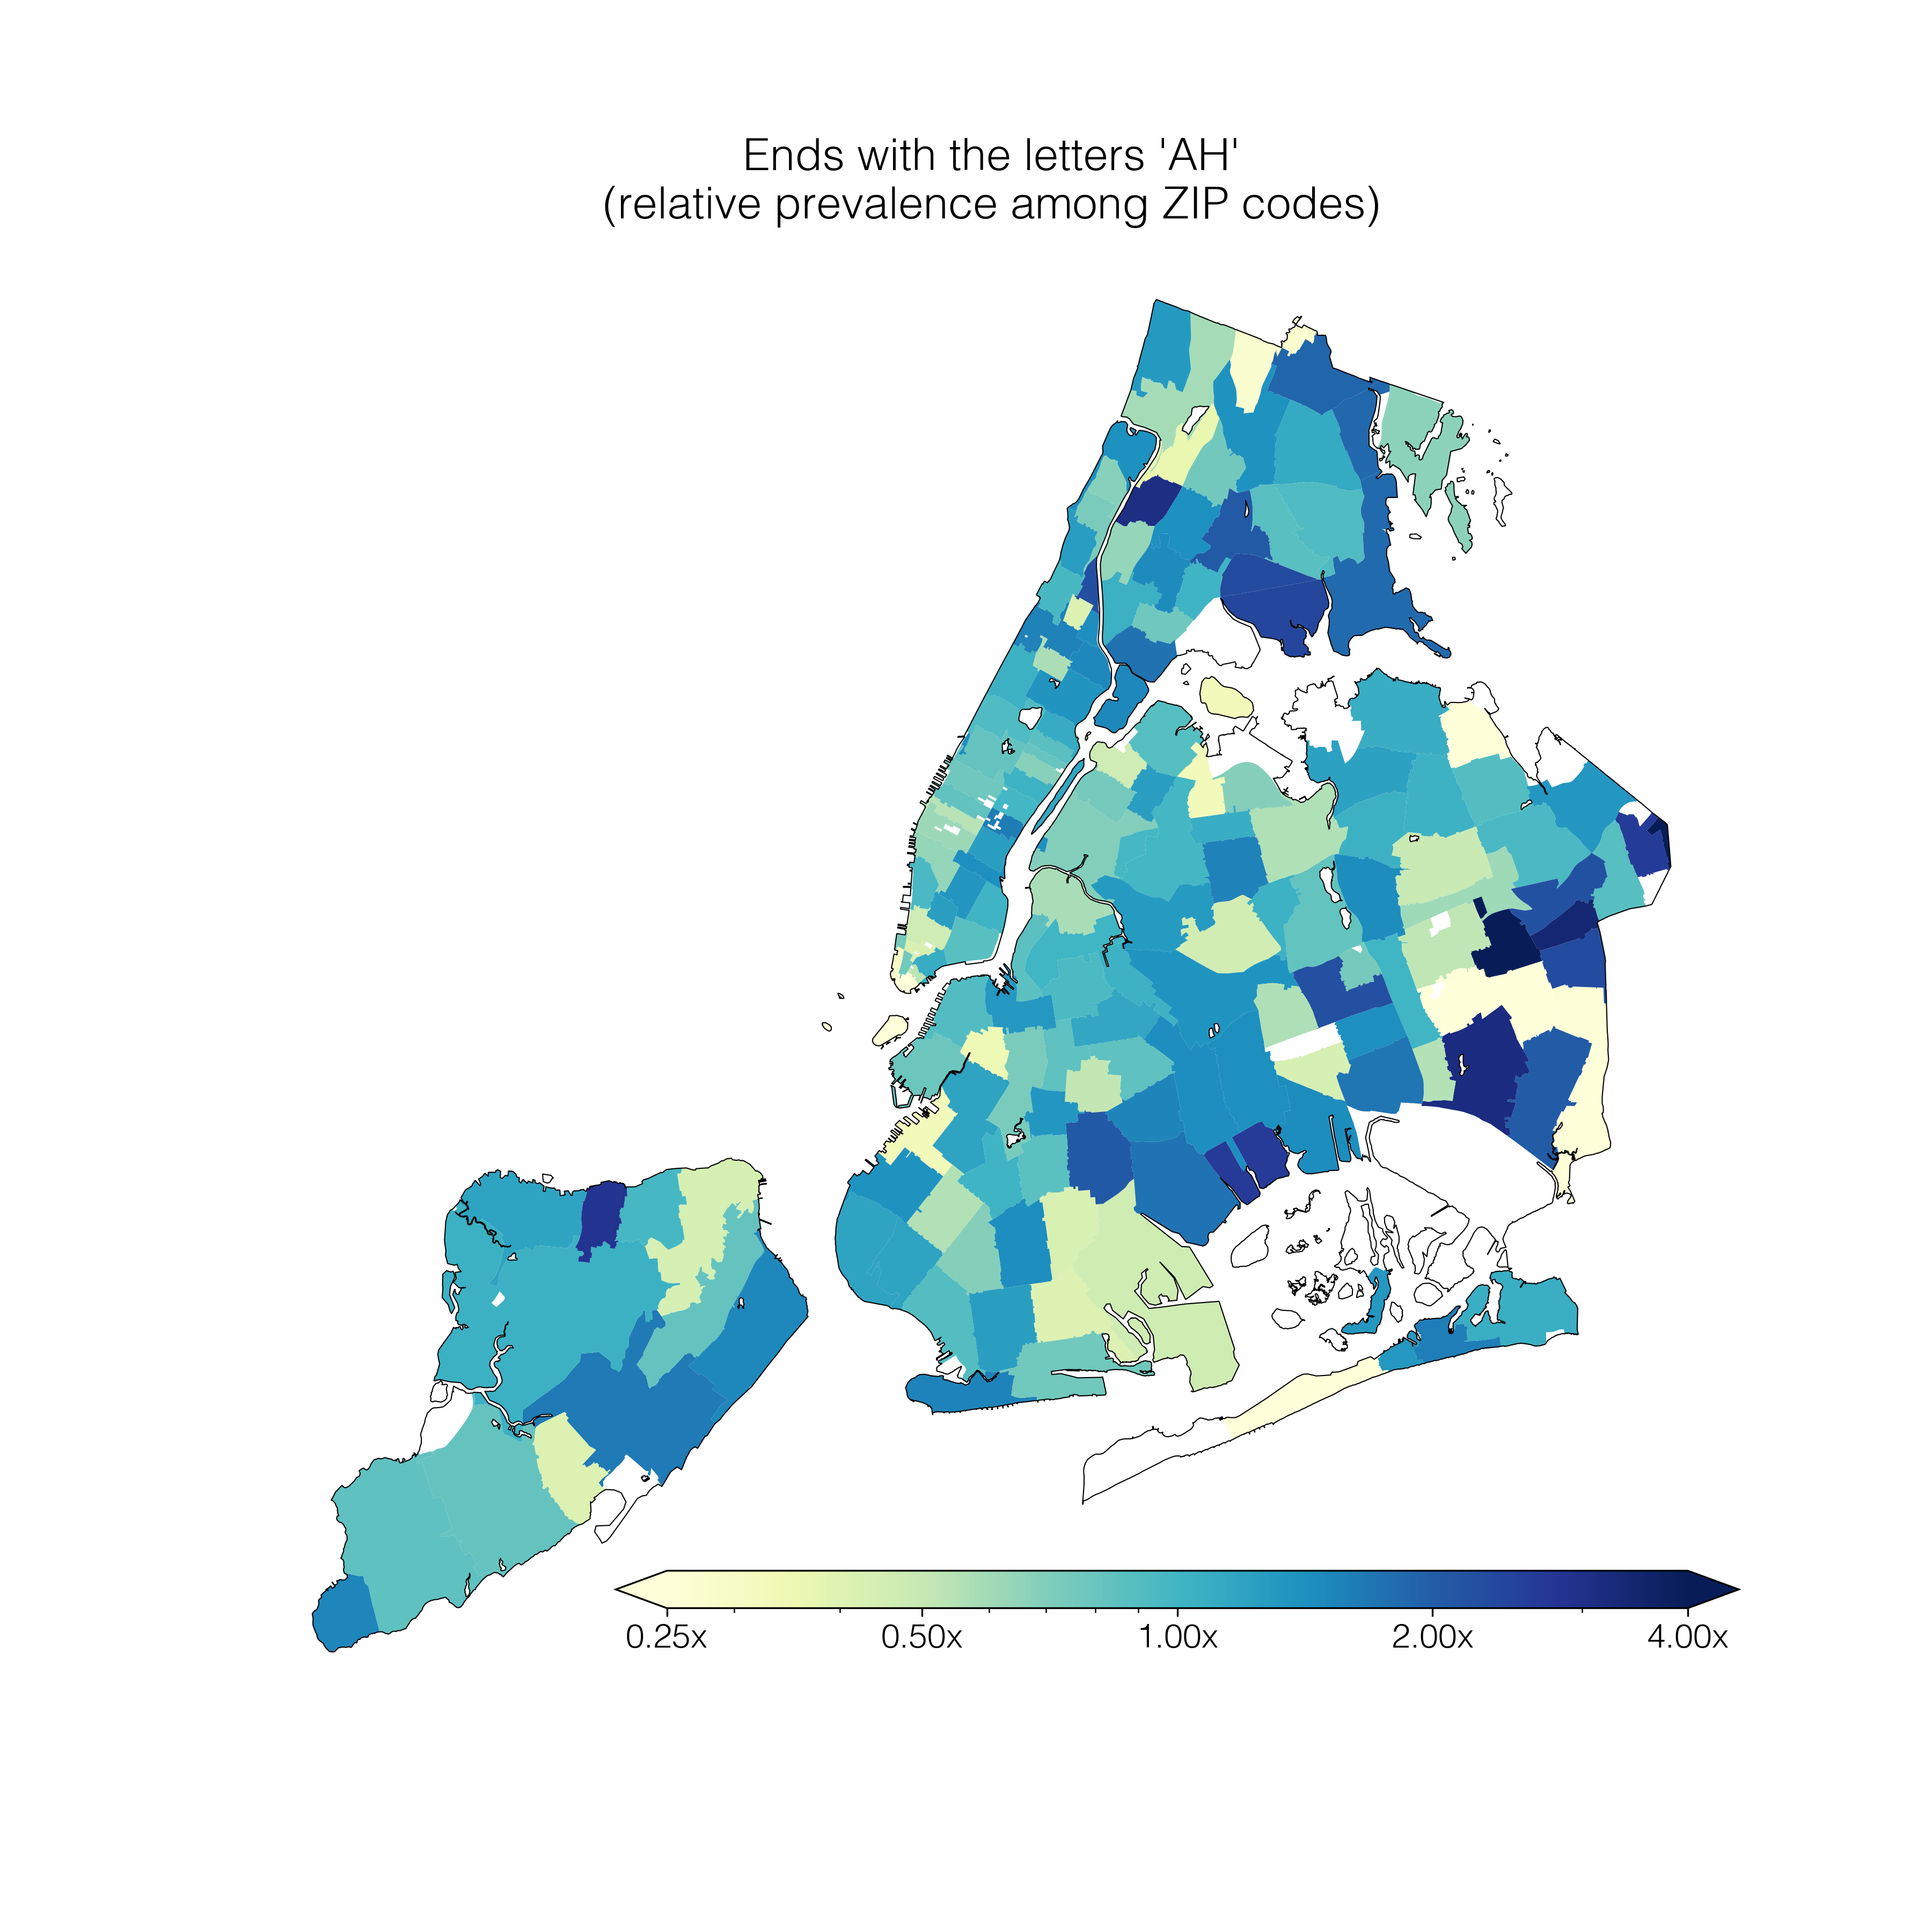 Ends with the letters 'AH'
(relative prevalence among ZIP codes)
0.25x 0.50x 1.00x 2.00x 4.00x